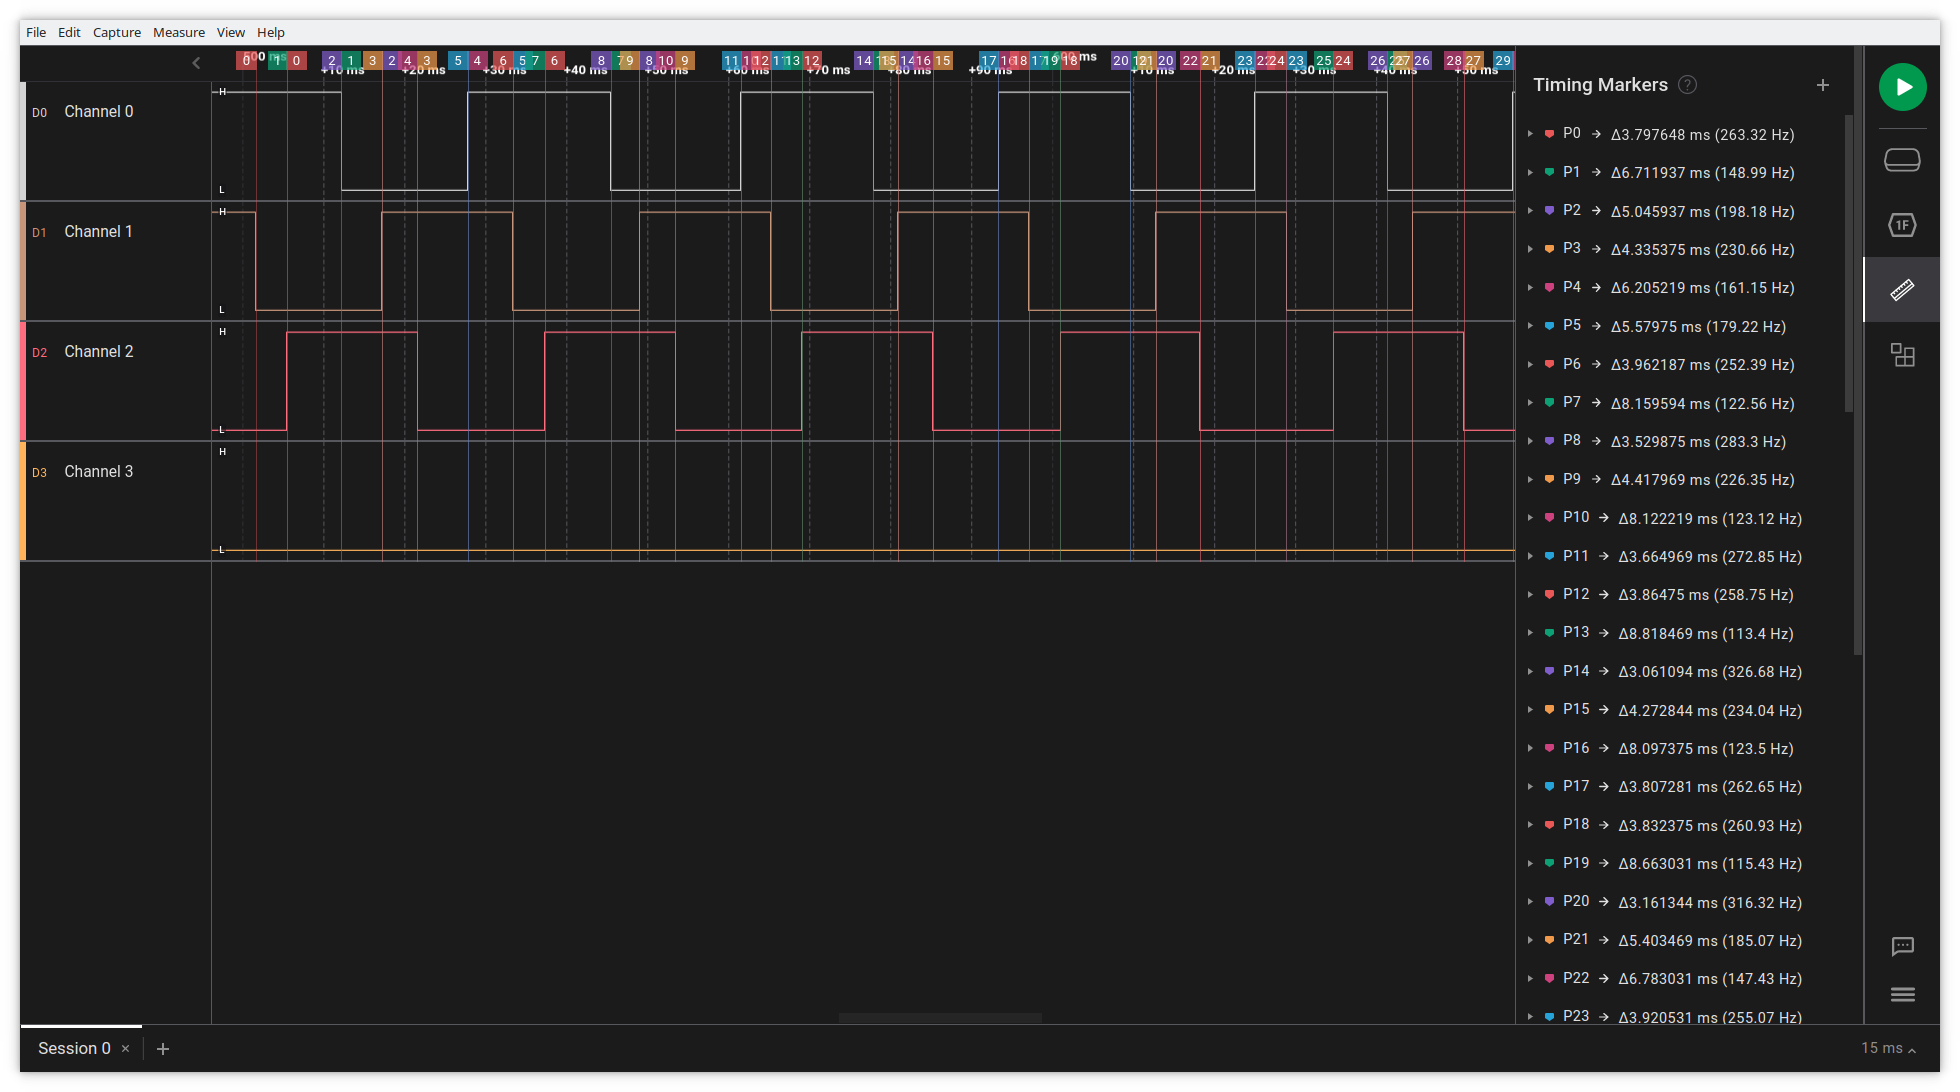 File Edit Capture Measure View Help
0 0 2 1 3 2 4 3 5 4 6 5 7 6 8 9 8 10 9 11 12 13 12 14 14 16 15 17 18 17 19 18 20 21 20 22 21 23 24 23 25 24 26 27 26 28 27 29
+10 ms +20 ms +30 ms +40 ms +50 ms +60 ms +70 ms +80 ms +90 ms +10 ms +20 ms +30 ms +40 ms +50 ms
D0 Channel 0
H
L
D1 Channel 1
H
L
D2 Channel 2
H
L
D3 Channel 3
H
L
Timing Markers ? +
P0 → Δ3.797648 ms (263.32 Hz)
P1 → Δ6.711937 ms (148.99 Hz)
P2 → Δ5.045937 ms (198.18 Hz)
P3 → Δ4.335375 ms (230.66 Hz)
P4 → Δ6.205219 ms (161.15 Hz)
P5 → Δ5.57975 ms (179.22 Hz)
P6 → Δ3.962187 ms (252.39 Hz)
P7 → Δ8.159594 ms (122.56 Hz)
P8 → Δ3.529875 ms (283.3 Hz)
P9 → Δ4.417969 ms (226.35 Hz)
P10 → Δ8.122219 ms (123.12 Hz)
P11 → Δ3.664969 ms (272.85 Hz)
P12 → Δ3.86475 ms (258.75 Hz)
P13 → Δ8.818469 ms (113.4 Hz)
P14 → Δ3.061094 ms (326.68 Hz)
P15 → Δ4.272844 ms (234.04 Hz)
P16 → Δ8.097375 ms (123.5 Hz)
P17 → Δ3.807281 ms (262.65 Hz)
P18 → Δ3.832375 ms (260.93 Hz)
P19 → Δ8.663031 ms (115.43 Hz)
P20 → Δ3.161344 ms (316.32 Hz)
P21 → Δ5.403469 ms (185.07 Hz)
P22 → Δ6.783031 ms (147.43 Hz)
P23 → Δ3.920531 ms (255.07 Hz)
1F
Session 0 × +
15 ms